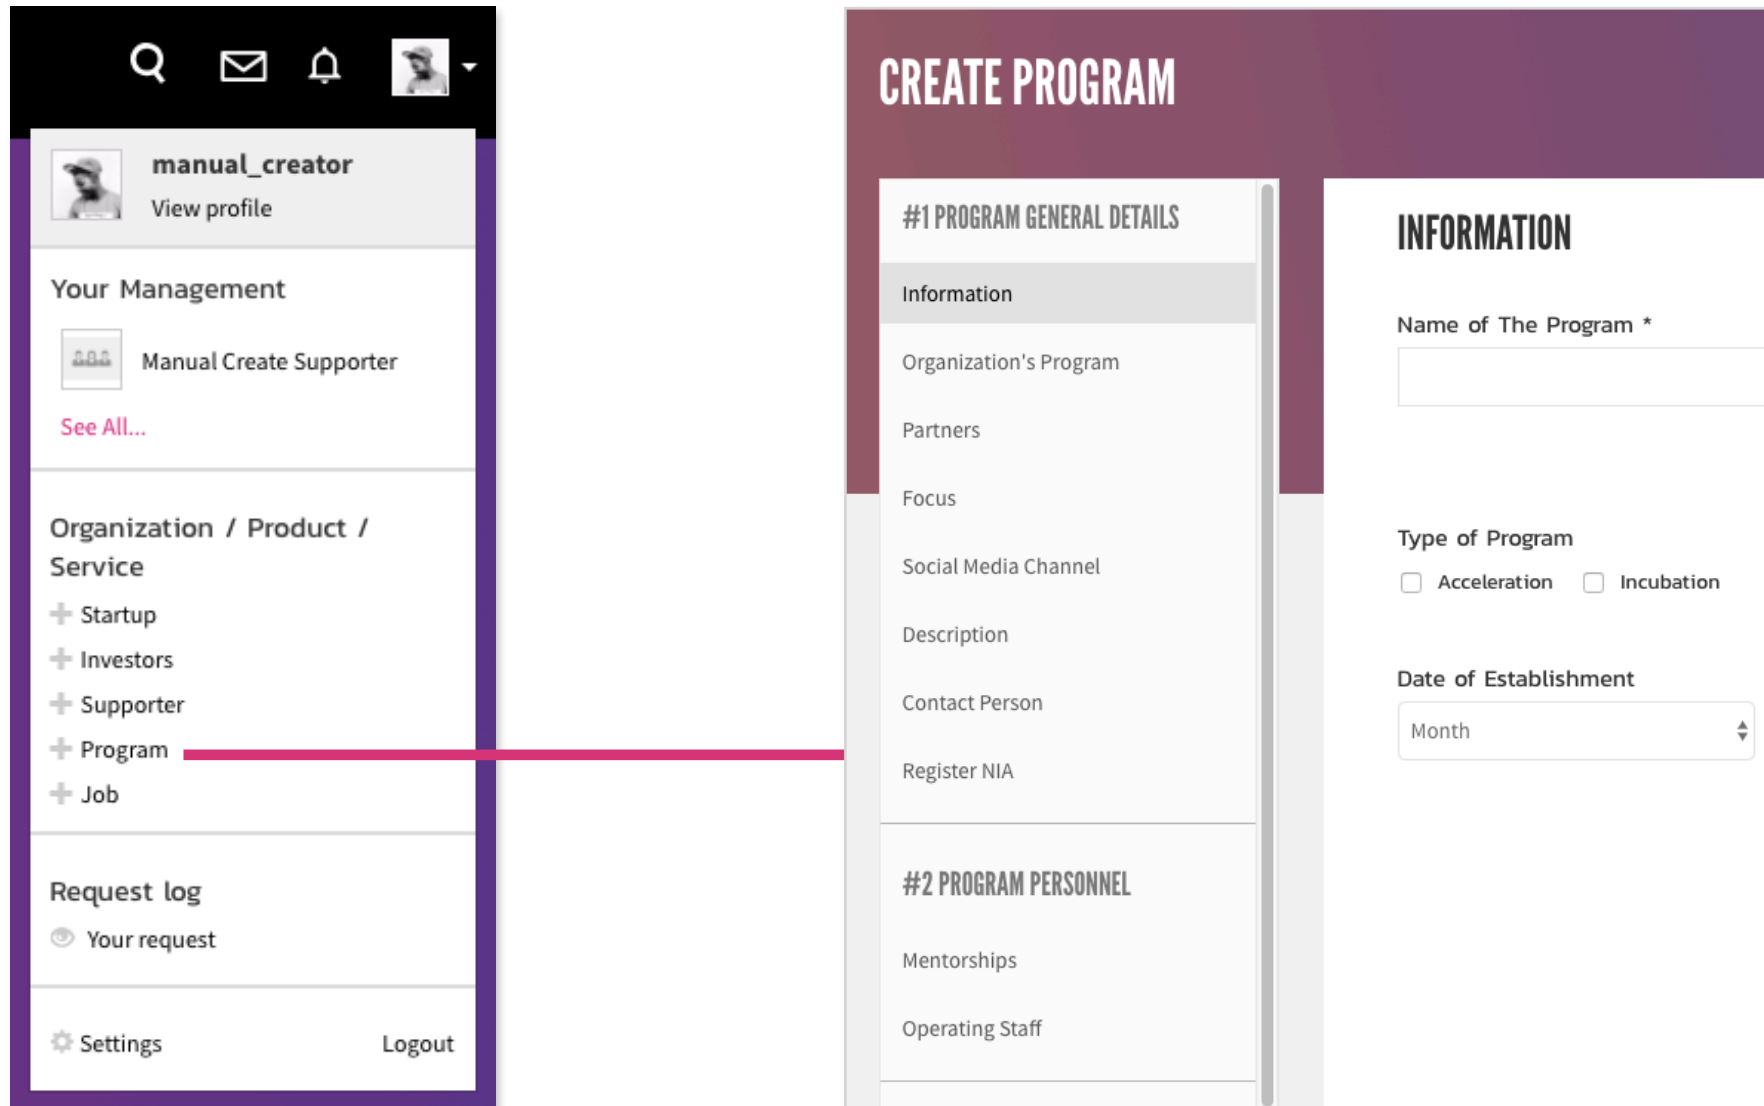 manual_creator
View profile
Your Management
Manual Create Supporter
See All...
Organization / Product /
Service
Startup
Investors
Supporter
Program
Job
Request log
Your request
Settings
Logout
CREATE PROGRAM
#1 PROGRAM GENERAL DETAILS
Information
Organization's Program
Partners
Focus
Social Media Channel
Description
Contact Person
Register NIA
#2 PROGRAM PERSONNEL
Mentorships
Operating Staff
INFORMATION
Name of The Program *
Type of Program
Acceleration Incubation
Date of Establishment
Month